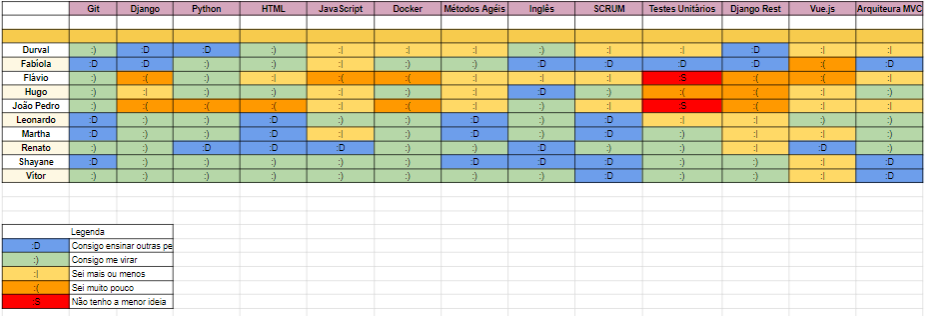 Git Django Python HTML JavaScript Docker Métodos Agéis Inglês SCRUM Testes Unitários Django Rest Vue.js Arquiteura MVC
Durval :) :D :D :) :| :| :| :) :| :| :D :| :|
Fabíola :D :D :) :) :| :) :) :D :D :D :D :( :D
Flávio :) :( :) :| :( :( :| :| :| :S :( :( :|
Hugo :) :| :) :) :| :) :| :D :) :( :( :| :)
João Pedro :) :( :( :( :| :( :| :) :| :S :( :| :|
Leonardo :D :) :) :D :) :) :D :) :D :| :| :) :)
Martha :D :) :) :D :| :) :D :) :D :) :| :| :)
Renato :) :) :D :D :D :) :) :D :D :) :| :D :)
Shayane :D :) :) :) :) :) :D :D :D :) :) :| :D
Vitor :) :) :) :) :) :) :) :) :D :) :) :| :D
Legenda
:D Consigo ensinar outras pe
:) Consigo me virar
:| Sei mais ou menos
:( Sei muito pouco
:S Não tenho a menor ideia